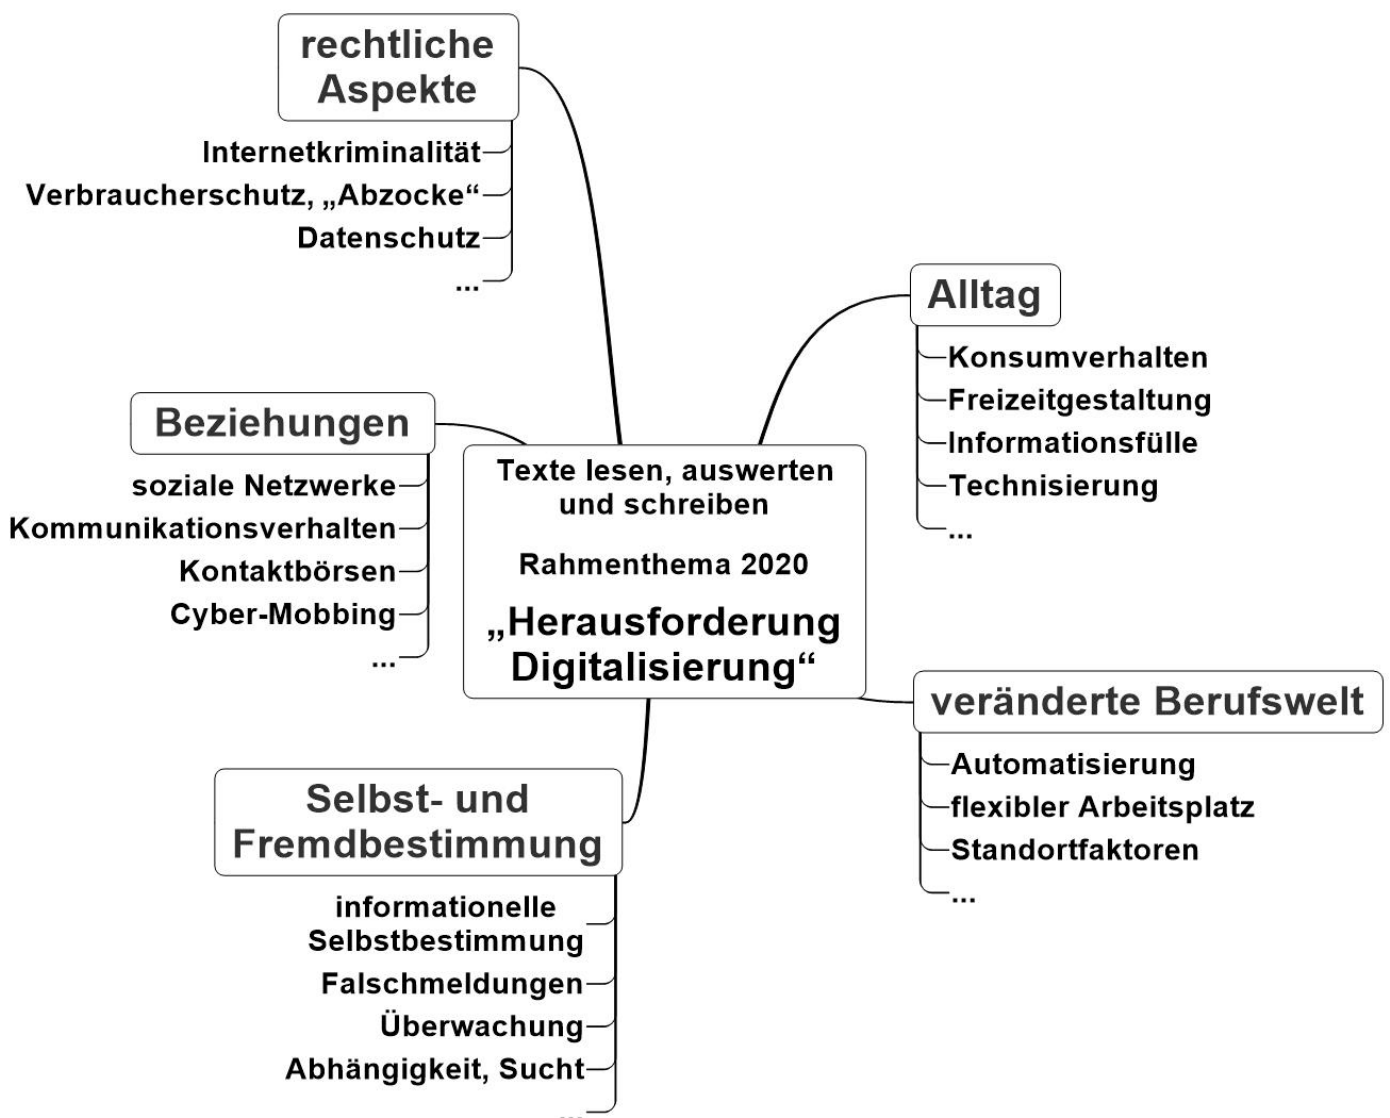 rechtliche
Aspekte
Internetkriminalität
Verbraucherschutz, „Abzocke“
Datenschutz
...
Alltag
Konsumverhalten
Freizeitgestaltung
Informationsfülle
Technisierung
...
Beziehungen
soziale Netzwerke
Kommunikationsverhalten
Kontaktbörsen
Cyber-Mobbing
...
Texte lesen, auswerten
und schreiben
Rahmenthema 2020
„Herausforderung
Digitalisierung“
veränderte Berufswelt
Automatisierung
flexibler Arbeitsplatz
Standortfaktoren
...
Selbst- und
Fremdbestimmung
informationelle
Selbstbestimmung
Falschmeldungen
Überwachung
Abhängigkeit, Sucht
...